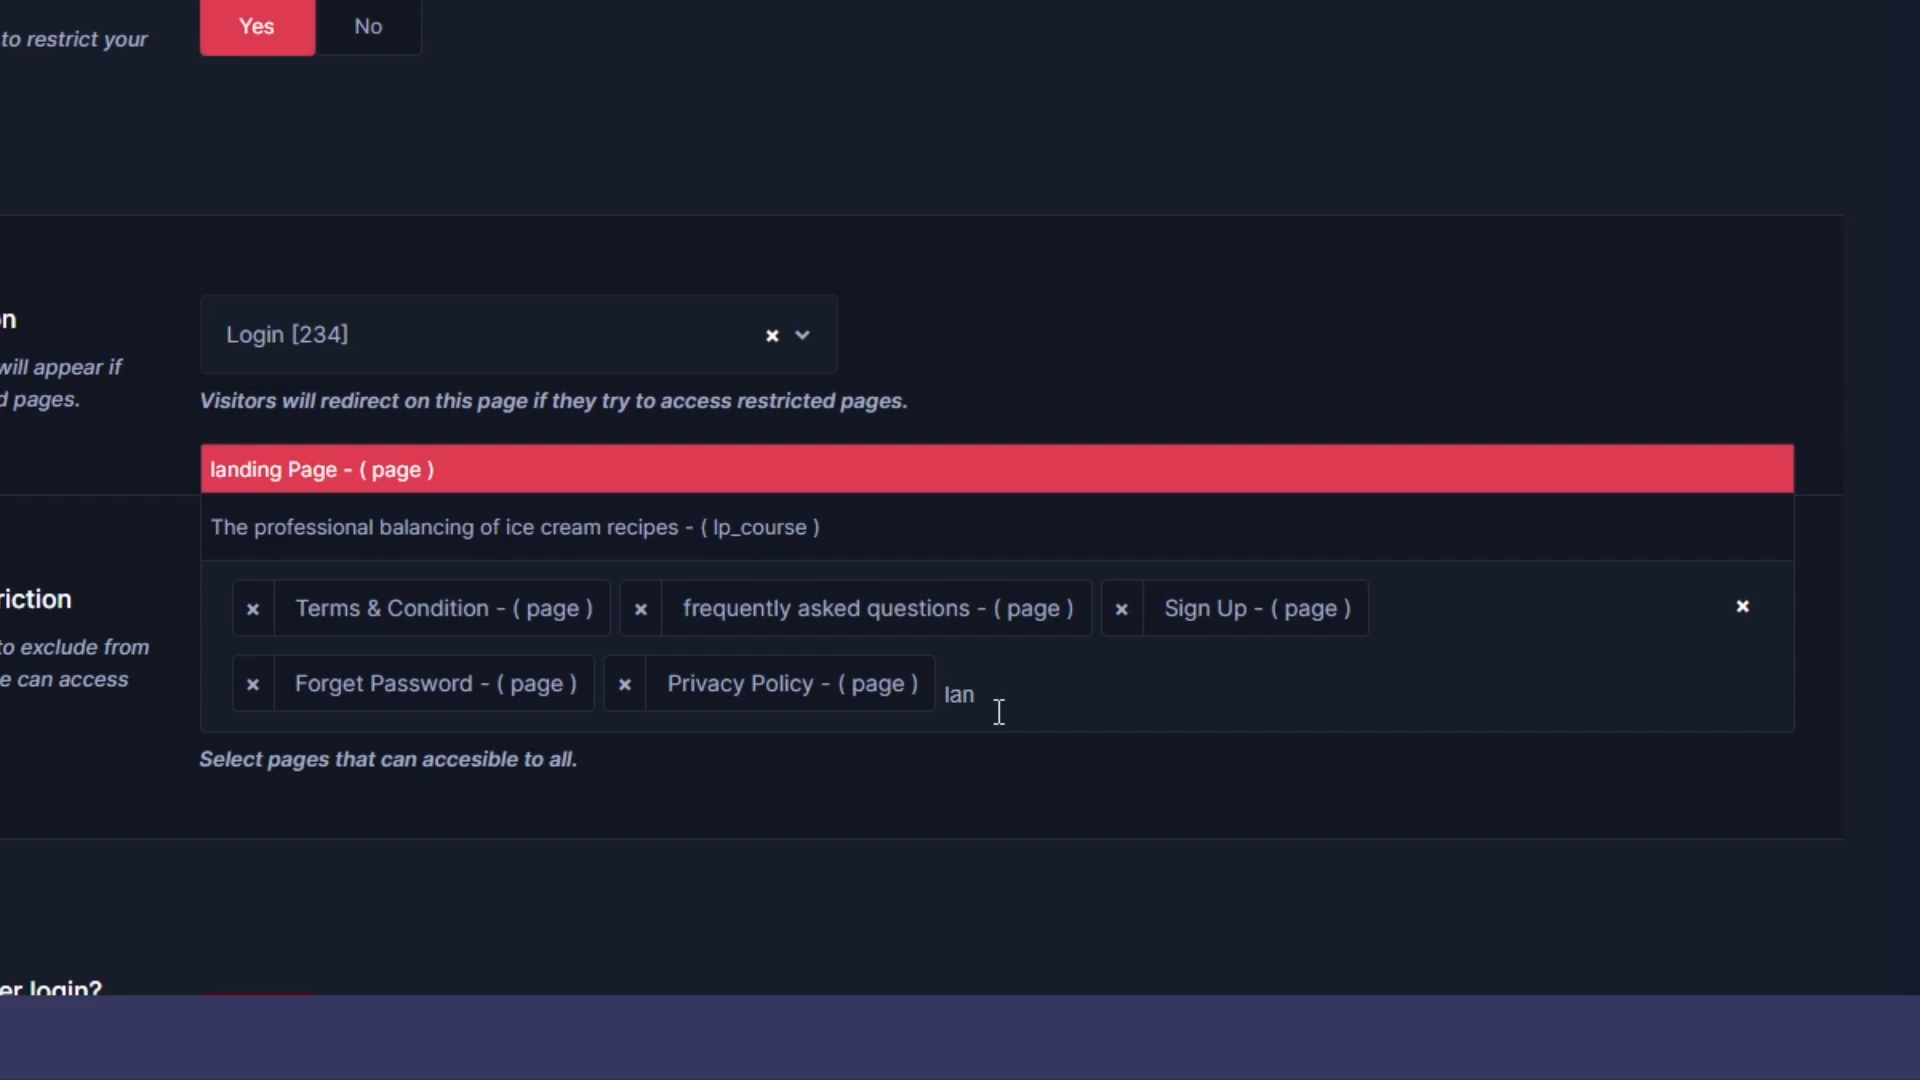 to restrict your
Yes
No
on
will appear if
d pages.
Login [234]
Visitors will redirect on this page if they try to access restricted pages.
landing Page - ( page )
The professional balancing of ice cream recipes - ( lp_course )
riction
to exclude from
e can access
Terms & Condition - ( page )
frequently asked questions - ( page )
Sign Up - ( page )
Forget Password - ( page )
Privacy Policy - ( page )
lan
Select pages that can accesible to all.
er login?